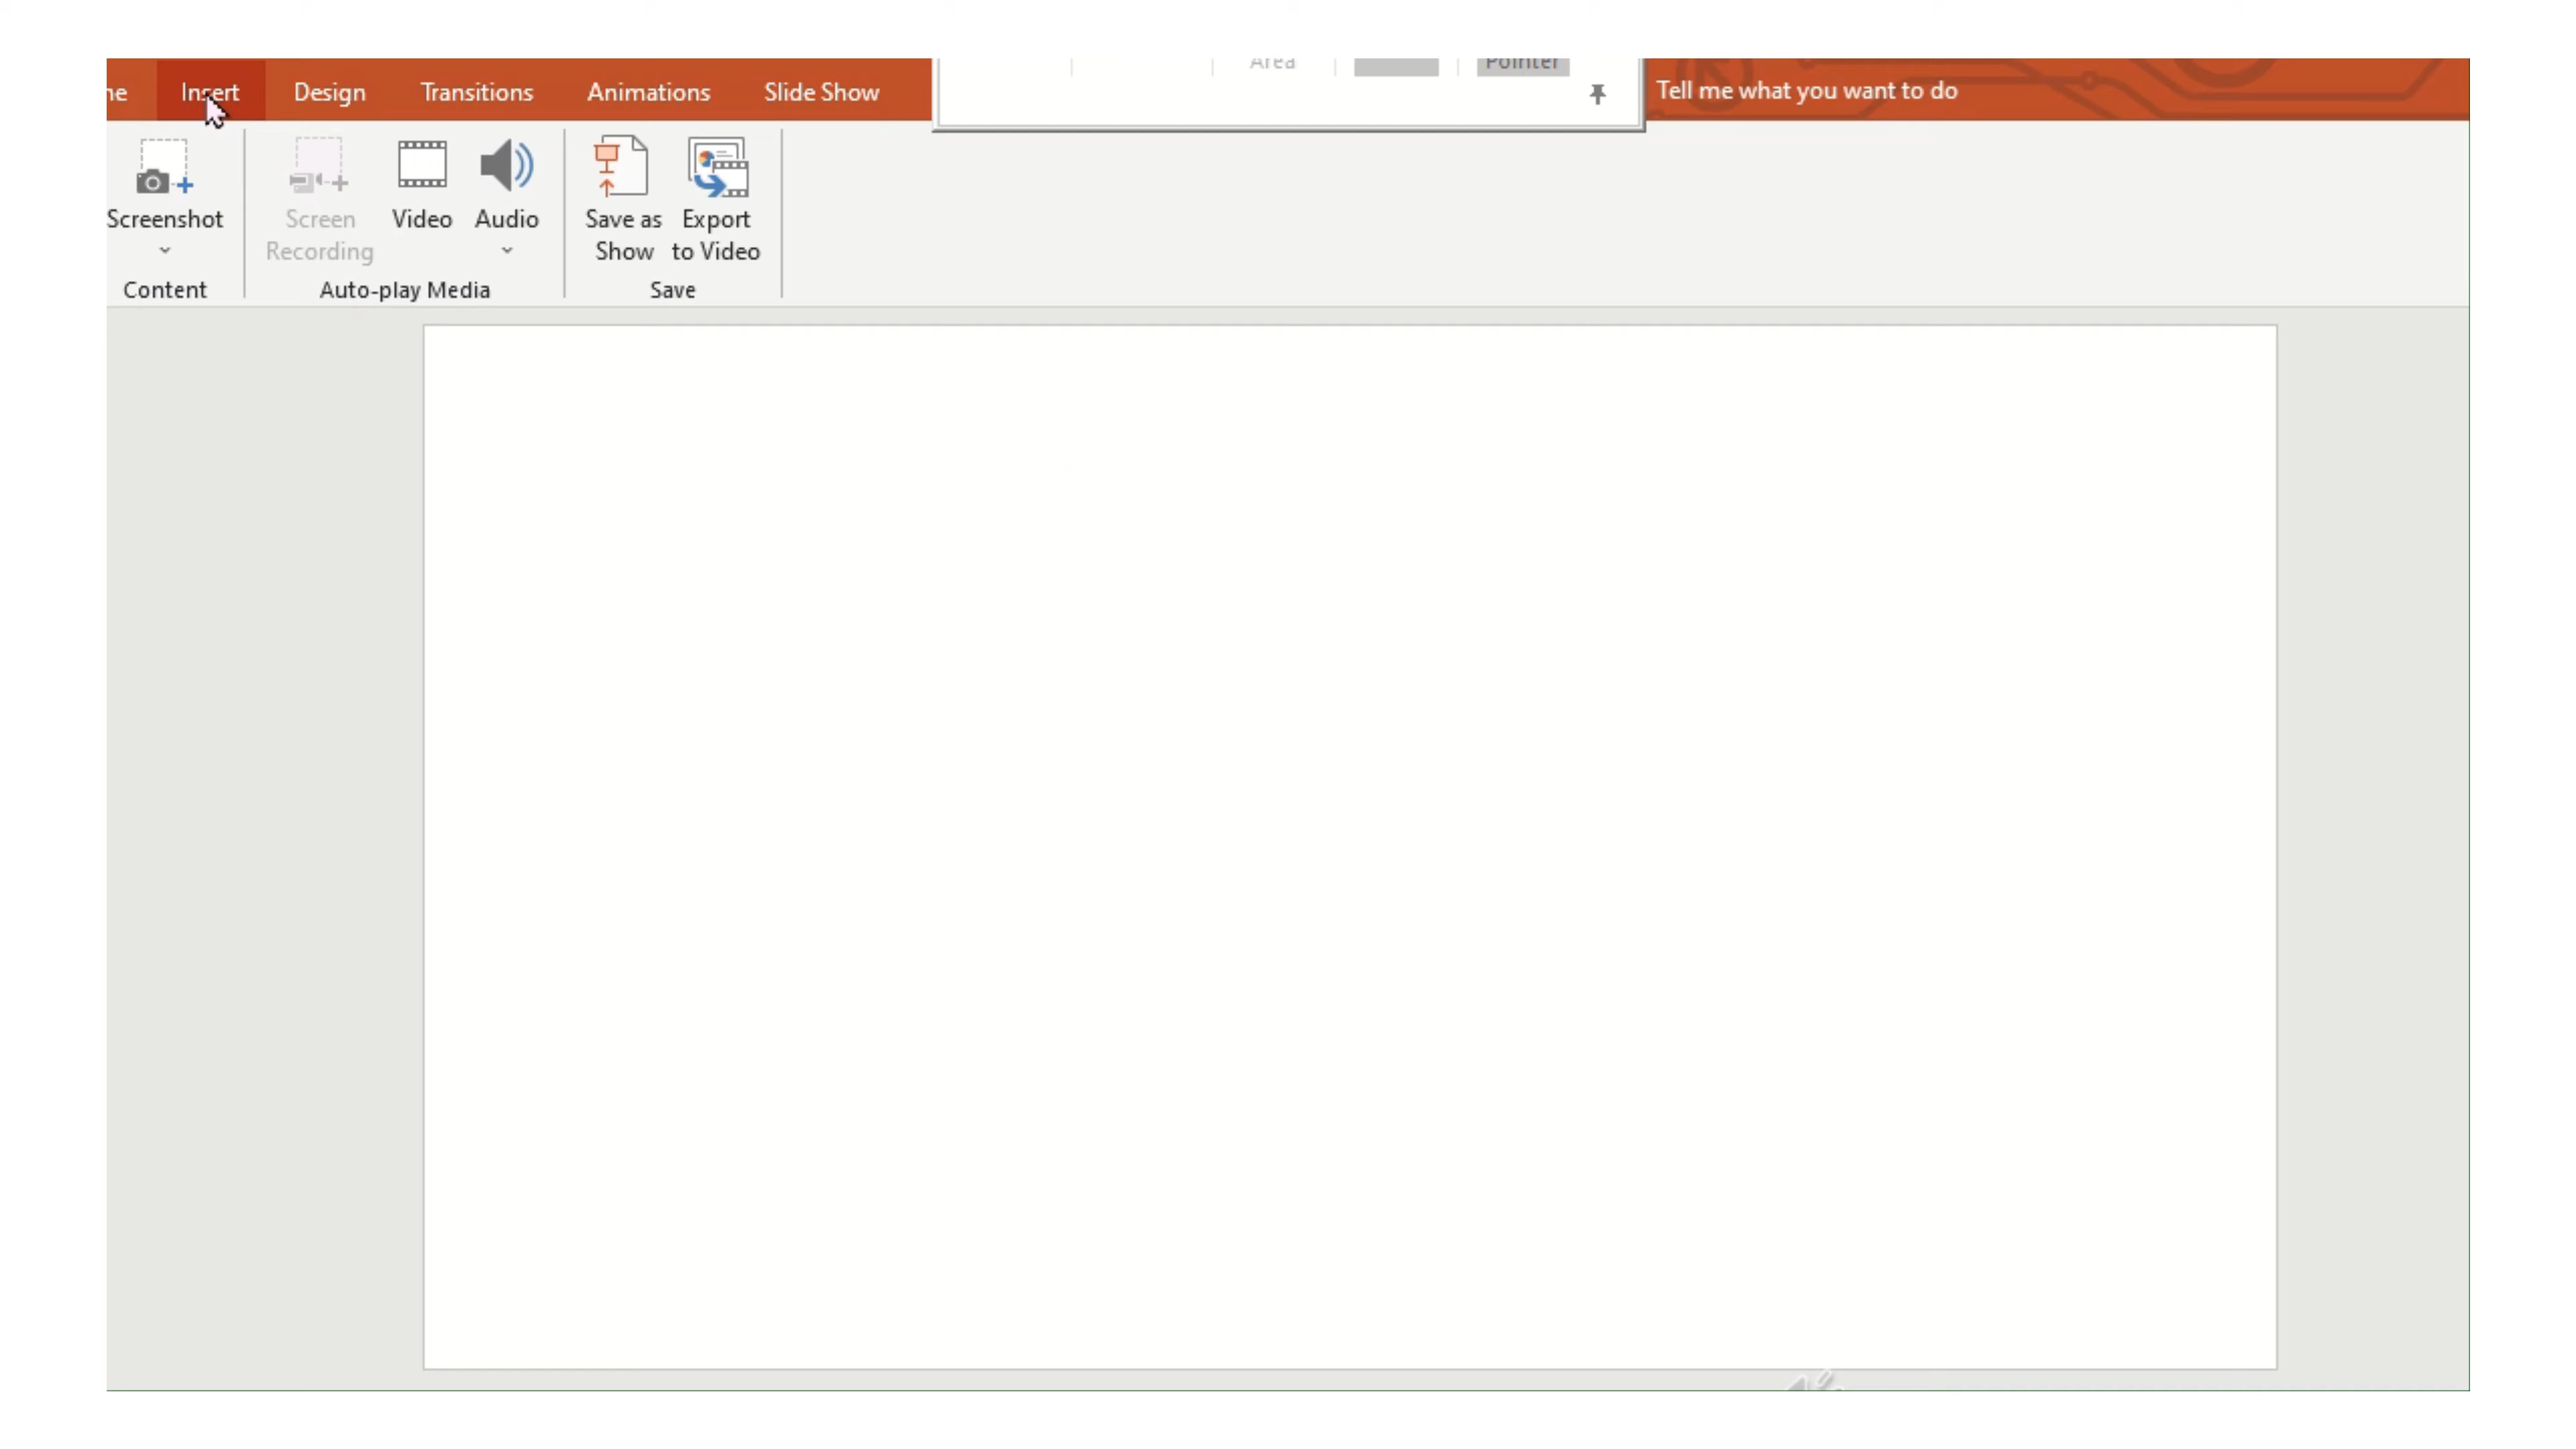 Area Pointer
ne Insert Design Transitions Animations Slide Show Tell me what you want to do
Screenshot Screen Recording Video Audio Save as Show Export to Video
Content Auto-play Media Save